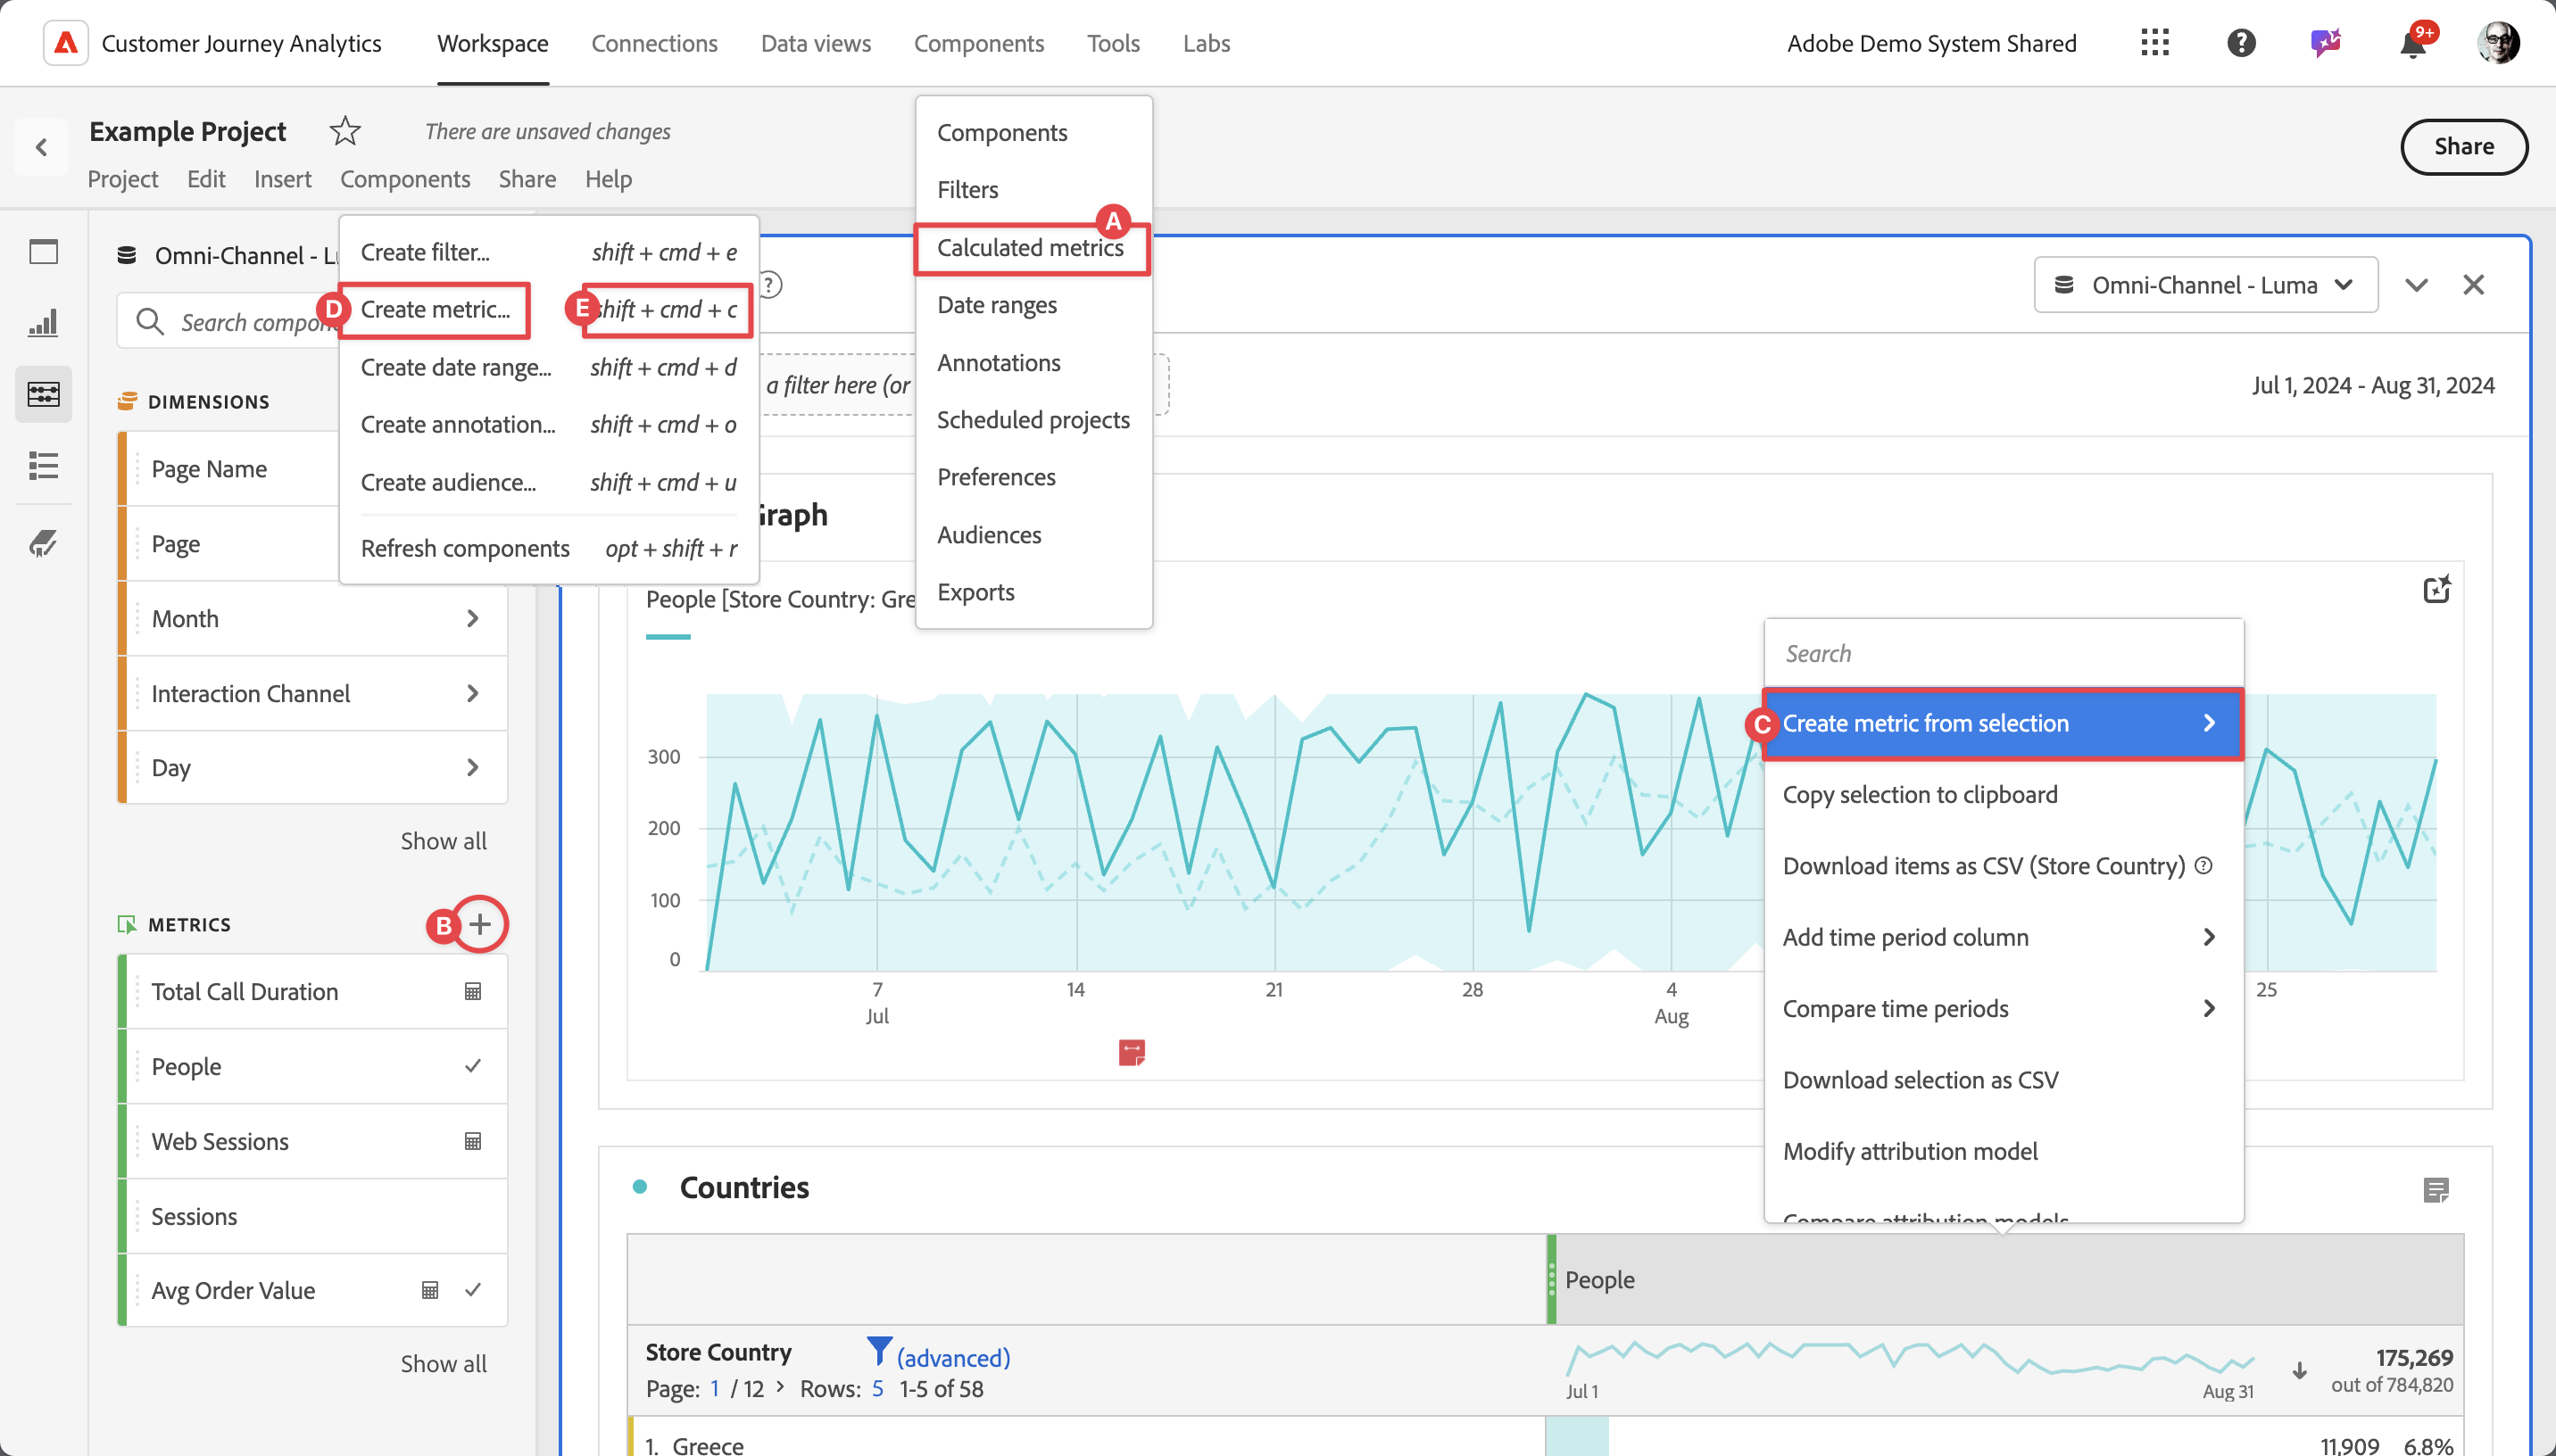 Customer Journey Analytics
Workspace
Connections
Data views
Components
Tools
Labs
Adobe Demo System Shared
9+
Example Project
There are unsaved changes
Share
Project
Edit
Insert
Components
Share
Help
Components
Filters
A
Calculated metrics
Date ranges
Annotations
Scheduled projects
Preferences
Audiences
Exports
Omni-Channel - L
Search compon
Create filter... shift + cmd + e
D
Create metric... shift + cmd + c
E
Create date range... shift + cmd + d
Create annotation... shift + cmd + o
Create audience... shift + cmd + u
Refresh components opt + shift + r
Omni-Channel - Luma
a filter here (or
Jul 1, 2024 - Aug 31, 2024
DIMENSIONS
Page Name
Page
Month
Interaction Channel
Day
Show all
METRICS
B
Total Call Duration
People
Web Sessions
Sessions
Avg Order Value
Show all
Graph
People [Store Country: Gre
300
200
100
0
7
14
21
28
4
25
Jul
Aug
Search
C
Create metric from selection
Copy selection to clipboard
Download items as CSV (Store Country)
Add time period column
Compare time periods
Download selection as CSV
Modify attribution model
Compare attribution models
Countries
People
Store Country
(advanced)
Page: 1 / 12 > Rows: 5 1-5 of 58
Jul 1
Aug 31
175,269
out of 784,820
1. Greece
11,909 6.8%